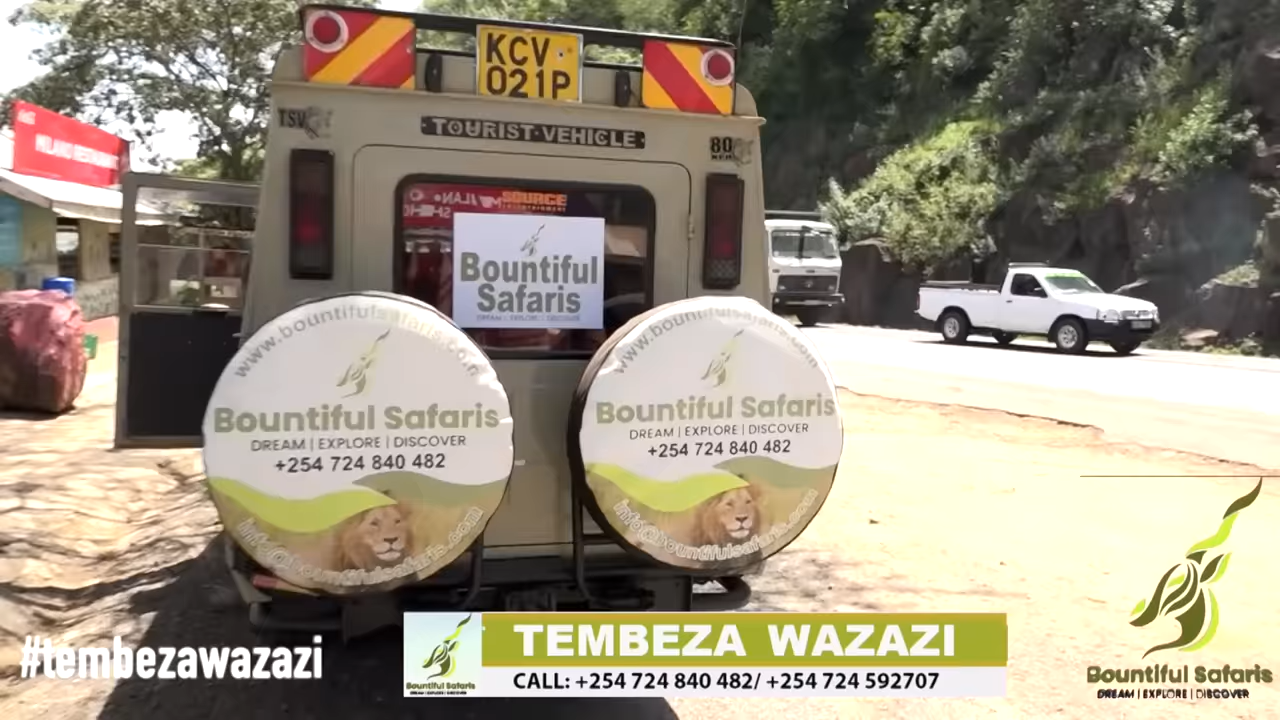 KCV
021P
TSV
TOURIST-VEHICLE
80
KPH
MILANO RESTAURANT
SOURCE
Bountiful
Safaris
DREAM | EXPLORE | DISCOVER
www.bountifulsafaris.com
Bountiful Safaris
DREAM | EXPLORE | DISCOVER
+254 724 840 482
info@bountifulsafaris.com
www.bountifulsafaris.com
Bountiful Safaris
DREAM | EXPLORE | DISCOVER
+254 724 840 482
info@bountifulsafaris.com
#tembezawazazi
Bountiful Safaris
DREAM | EXPLORE | DISCOVER
TEMBEZA WAZAZI
CALL: +254 724 840 482/ +254 724 592707
Bountiful Safaris
DREAM | EXPLORE | DISCOVER